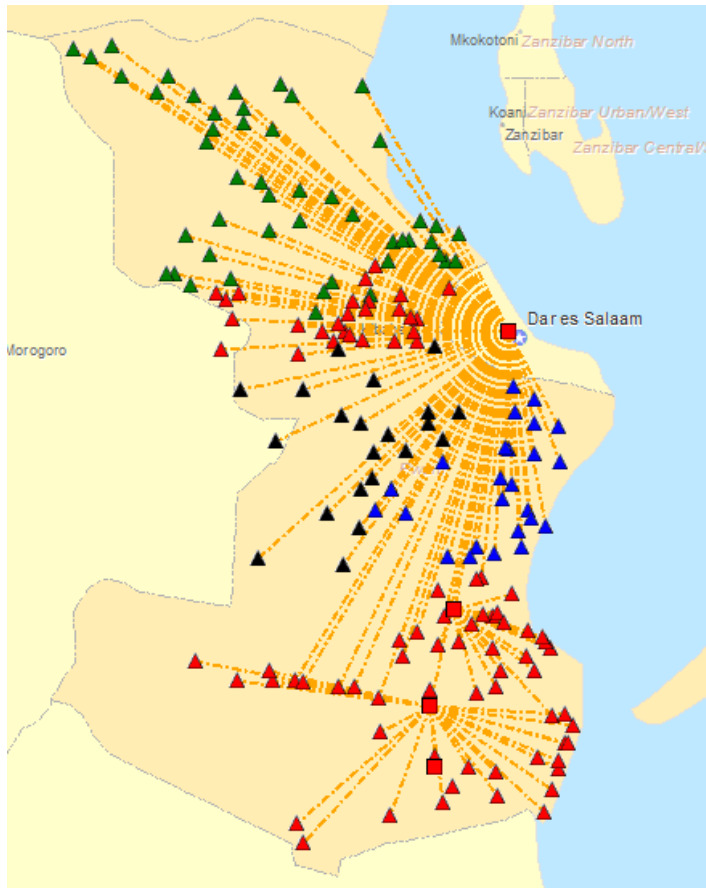 Mkokotoni
Zanzibar North
Koani
Zanzibar Urban/West
Zanzibar
Zanzibar Central/
Dar es Salaam
Morogoro